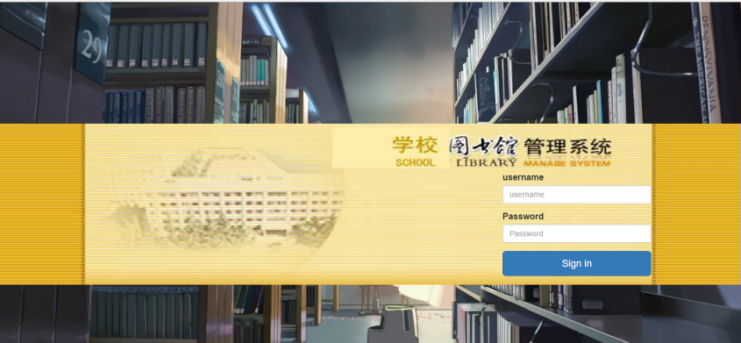 29
学校 图书馆 管理系统
SCHOOL LIBRARY MANAGE SYSTEM
username
username
Password
Password
Sign in